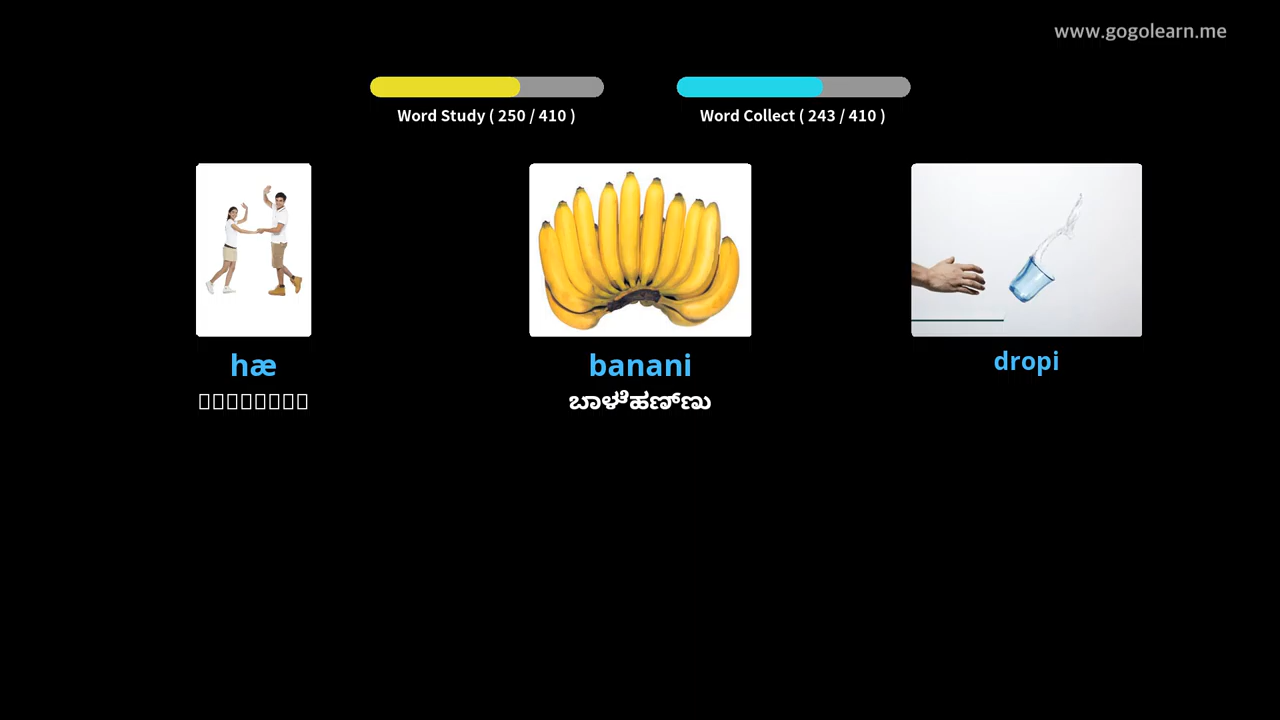 www.gogolearn.me
Word Study ( 250 / 410 )
Word Collect ( 243 / 410 )
hæ
banani
dropi
ಬಾಳೆಹಣ್ಣು